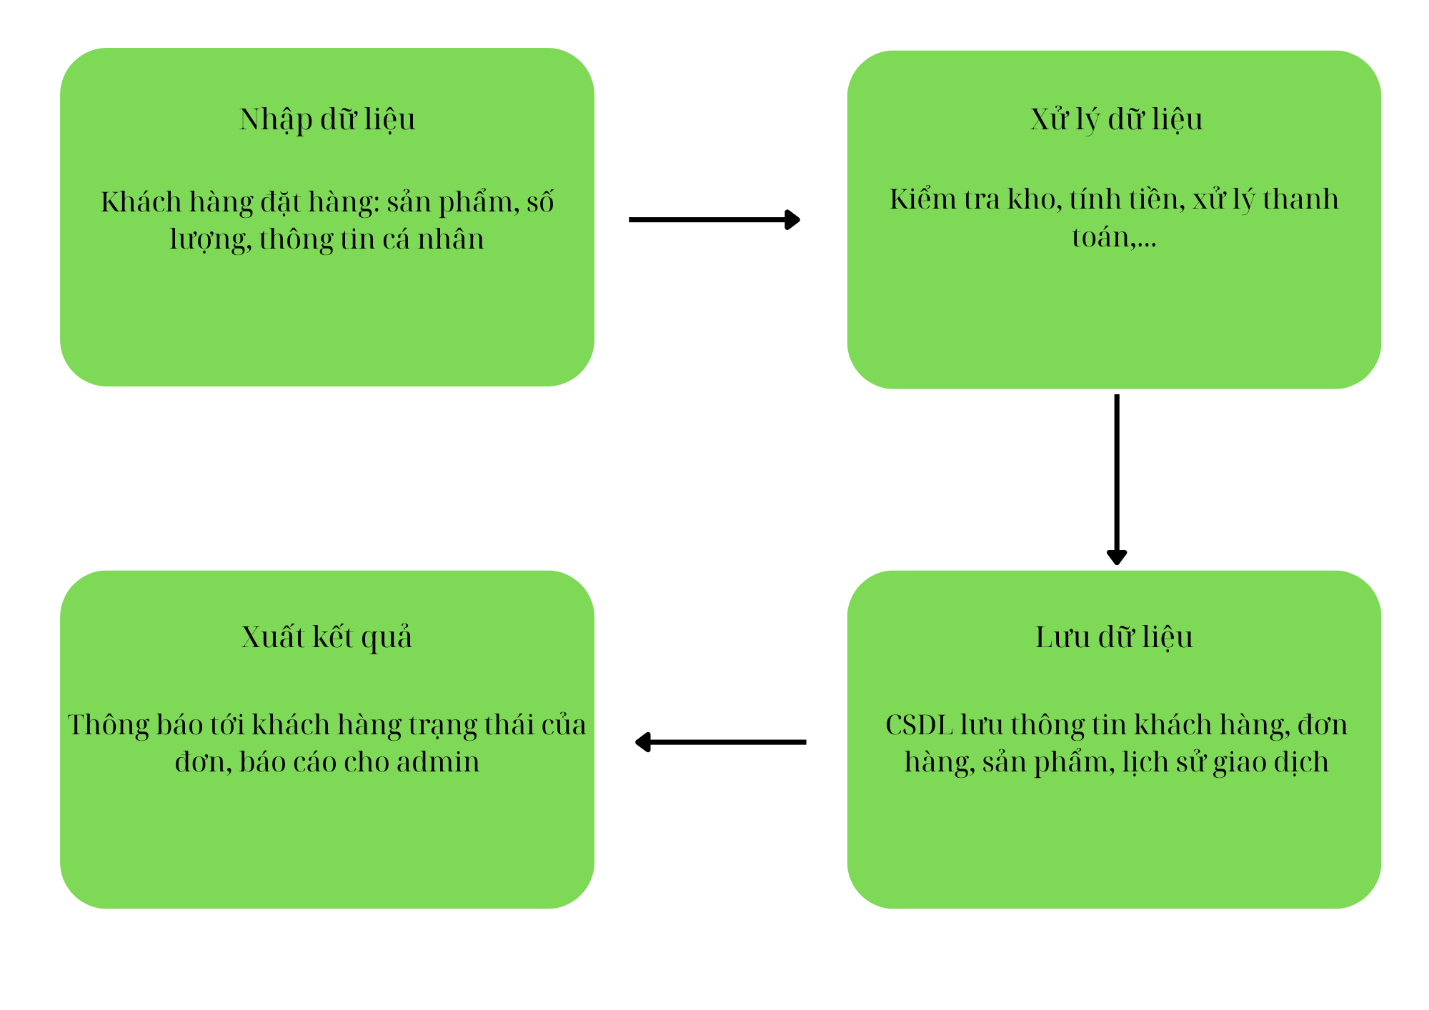 Nhập dữ liệu
Khách hàng đặt hàng: sản phẩm, số
lượng, thông tin cá nhân
Xử lý dữ liệu
Kiểm tra kho, tính tiền, xử lý thanh
toán,...
Lưu dữ liệu
CSDL lưu thông tin khách hàng, đơn
hàng, sản phẩm, lịch sử giao dịch
Xuất kết quả
Thông báo tới khách hàng trạng thái của
đơn, báo cáo cho admin